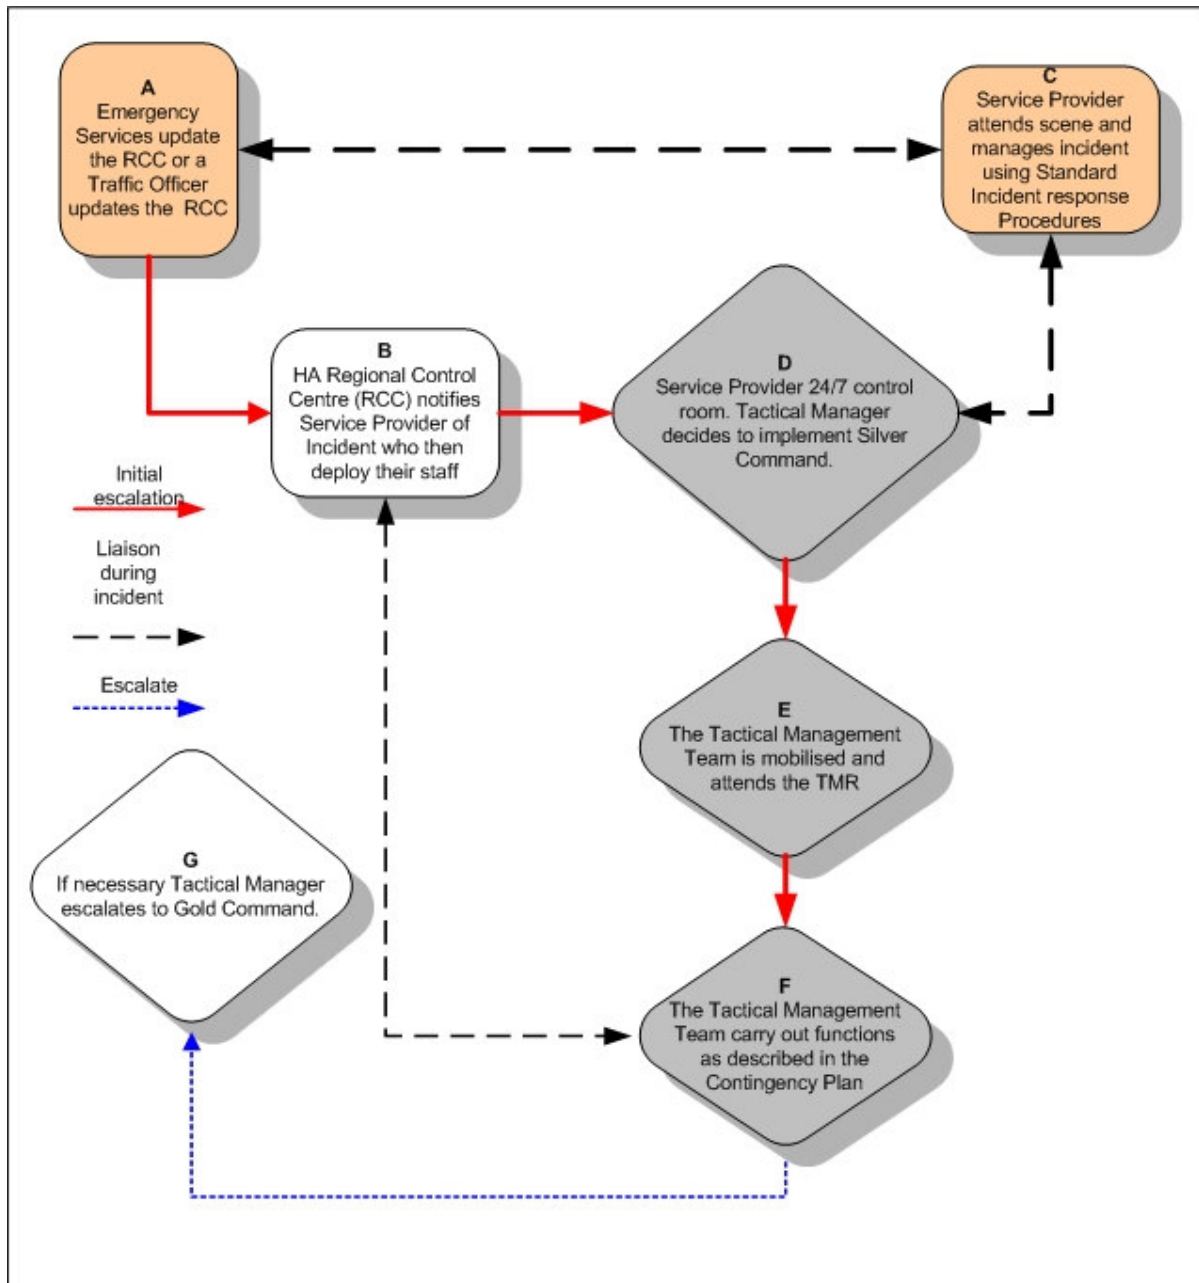 A
Emergency
Services update
the RCC or a
Traffic Officer
updates the RCC
C
Service Provider
attends scene and
manages incident
using Standard
Incident response
Procedures
B
HA Regional Control
Centre (RCC) notifies
Service Provider of
Incident who then
deploy their staff
D
Service Provider 24/7 control
room. Tactical Manager
decides to implement Silver
Command.
Initial
escalation
Liaison
during
incident
Escalate
E
The Tactical Management
Team is mobilised and
attends the TMR
G
If necessary Tactical Manager
escalates to Gold Command.
F
The Tactical Management
Team carry out functions
as described in the
Contingency Plan